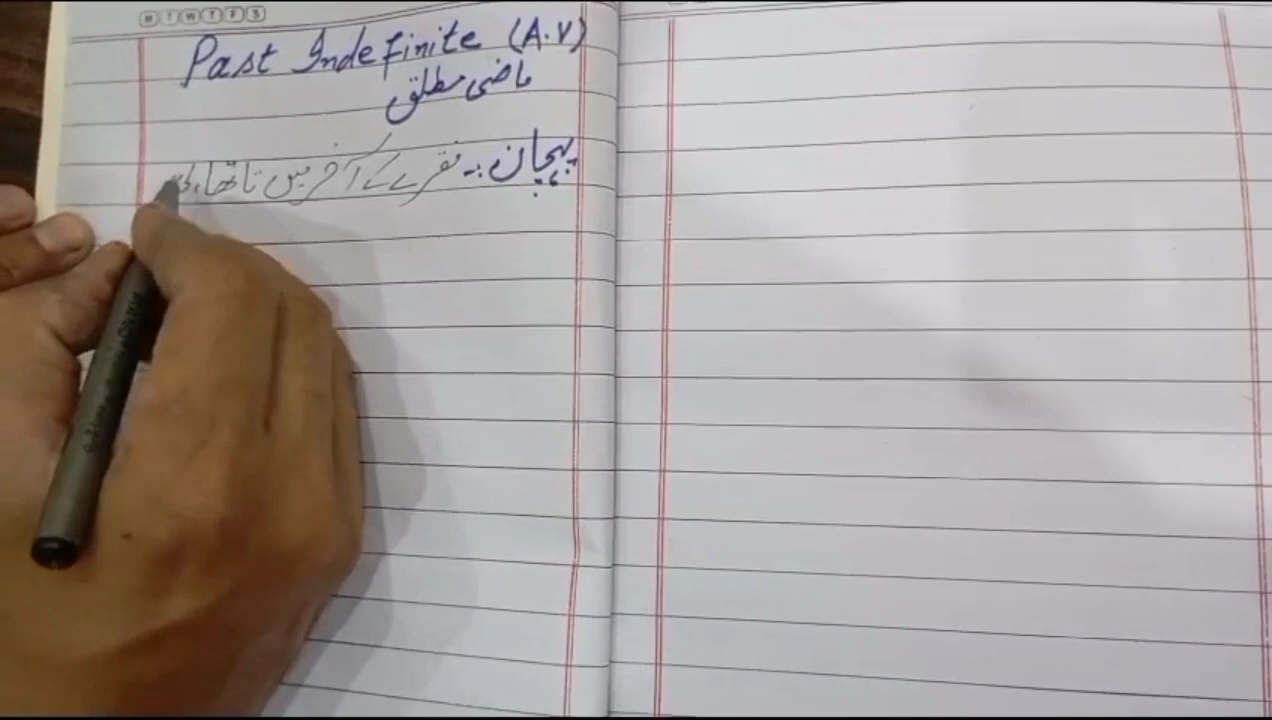 M T W T F S
Past Indefinite (A.V)
ماضی مطلق
پہچان:- فقرے کے آخر میں تا تھا،